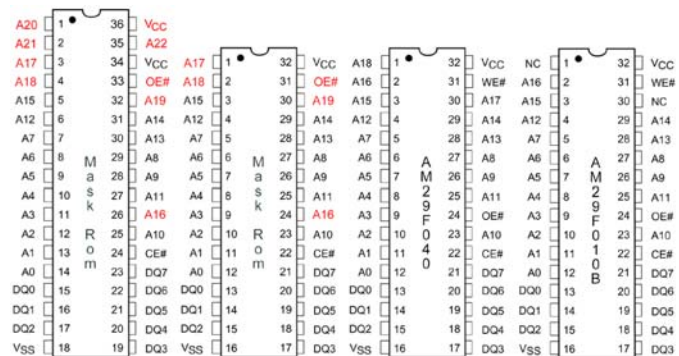 A20 1 36 VCC
A21 2 35 A22
A17 3 34 VCC
A18 4 33 OE#
A15 5 32 A19
A12 6 31 A14
A7 7 30 A13
A6 8 29 A8
A5 9 28 A9
A4 10 27 A11
A3 11 26 A16
A2 12 25 A10
A1 13 24 CE#
A0 14 23 DQ7
DQ0 15 22 DQ6
DQ1 16 21 DQ5
DQ2 17 20 DQ4
VSS 18 19 DQ3
Mask Rom
A17 1 32 VCC
A18 2 31 OE#
A15 3 30 A19
A12 4 29 A14
A7 5 28 A13
A6 6 27 A8
A5 7 26 A9
A4 8 25 A11
A3 9 24 A16
A2 10 23 A10
A1 11 22 CE#
A0 12 21 DQ7
DQ0 13 20 DQ6
DQ1 14 19 DQ5
DQ2 15 18 DQ4
VSS 16 17 DQ3
Mask Rom
A18 1 32 VCC
A16 2 31 WE#
A15 3 30 A17
A12 4 29 A14
A7 5 28 A13
A6 6 27 A8
A5 7 26 A9
A4 8 25 A11
A3 9 24 OE#
A2 10 23 A10
A1 11 22 CE#
A0 12 21 DQ7
DQ0 13 20 DQ6
DQ1 14 19 DQ5
DQ2 15 18 DQ4
VSS 16 17 DQ3
AM29F040
NC 1 32 VCC
A16 2 31 WE#
A15 3 30 NC
A12 4 29 A14
A7 5 28 A13
A6 6 27 A8
A5 7 26 A9
A4 8 25 A11
A3 9 24 OE#
A2 10 23 A10
A1 11 22 CE#
A0 12 21 DQ7
DQ0 13 20 DQ6
DQ1 14 19 DQ5
DQ2 15 18 DQ4
VSS 16 17 DQ3
AM29F010B